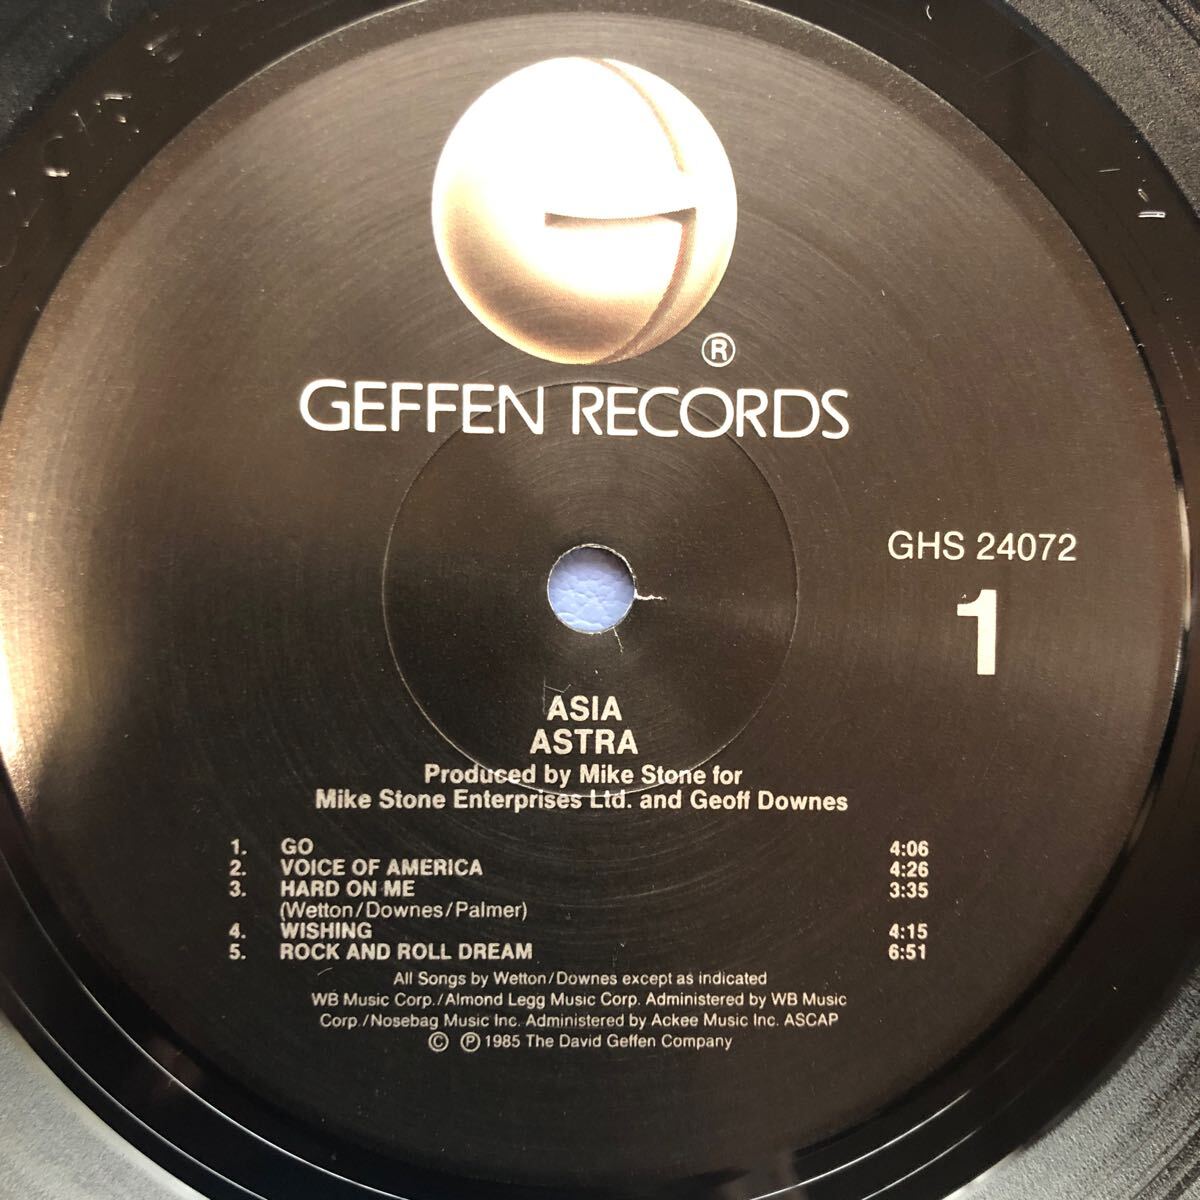 ®
GEFFEN RECORDS
GHS 24072
1
ASIA
ASTRA
Produced by Mike Stone for
Mike Stone Enterprises Ltd. and Geoff Downes
1. GO 4:06
2. VOICE OF AMERICA 4:26
3. HARD ON ME 3:35
(Wetton/Downes/Palmer)
4. WISHING 4:15
5. ROCK AND ROLL DREAM 6:51
All Songs by Wetton/Downes except as indicated
WB Music Corp./Almond Legg Music Corp. Administered by WB Music
Corp./Nosebag Music Inc. Administered by Ackee Music Inc. ASCAP
© ℗ 1985 The David Geffen Company